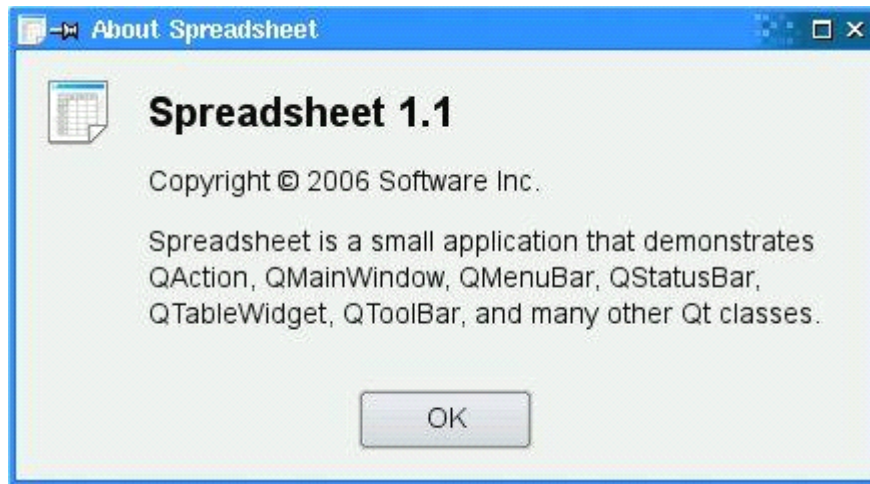 About Spreadsheet
Spreadsheet 1.1
Copyright © 2006 Software Inc.
Spreadsheet is a small application that demonstrates
QAction, QMainWindow, QMenuBar, QStatusBar,
QTableWidget, QToolBar, and many other Qt classes.
OK